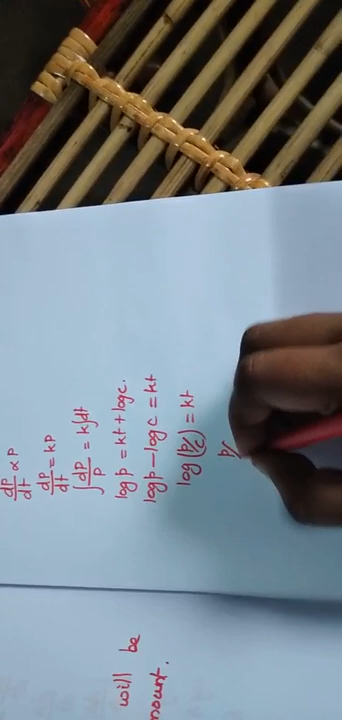 dp/dt ∝ P
dp/dt = kP
∫ dp/P = k∫dt
log P = kt + log c.
log P - log c = kt
log (P/c) = kt
P/
will be
mount.